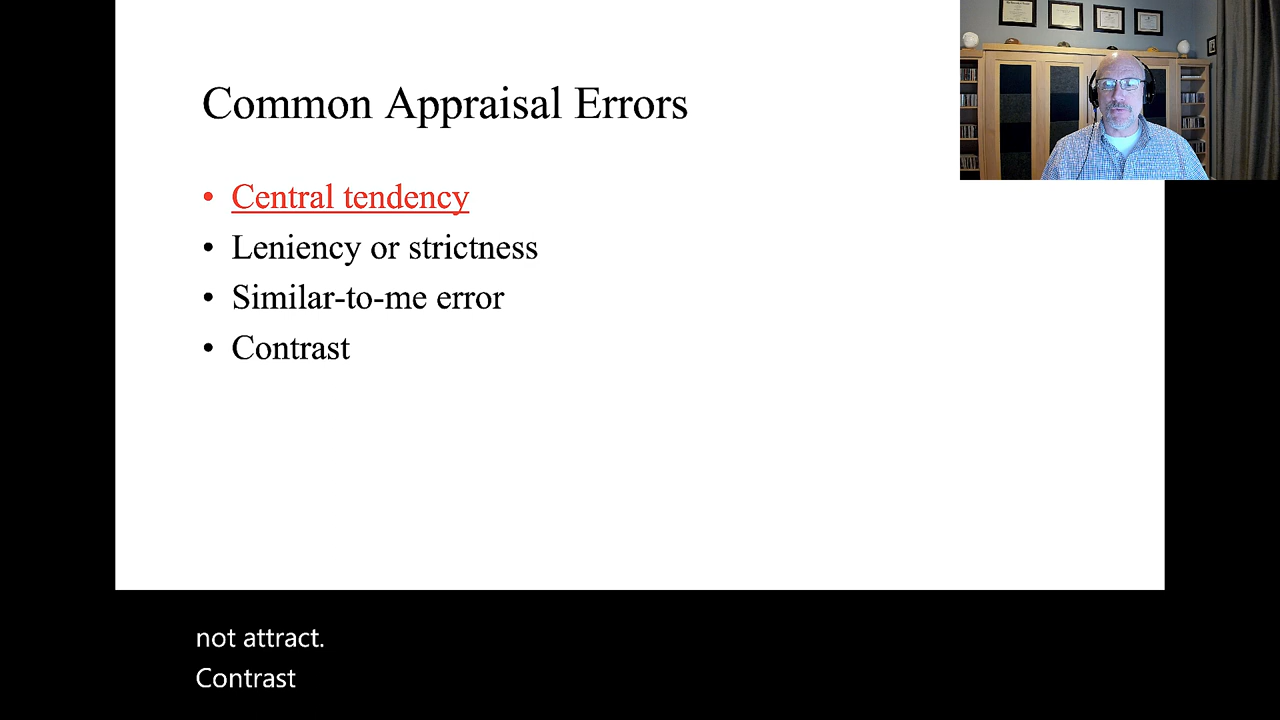 Common Appraisal Errors
• Central tendency
• Leniency or strictness
• Similar-to-me error
• Contrast
not attract.
Contrast